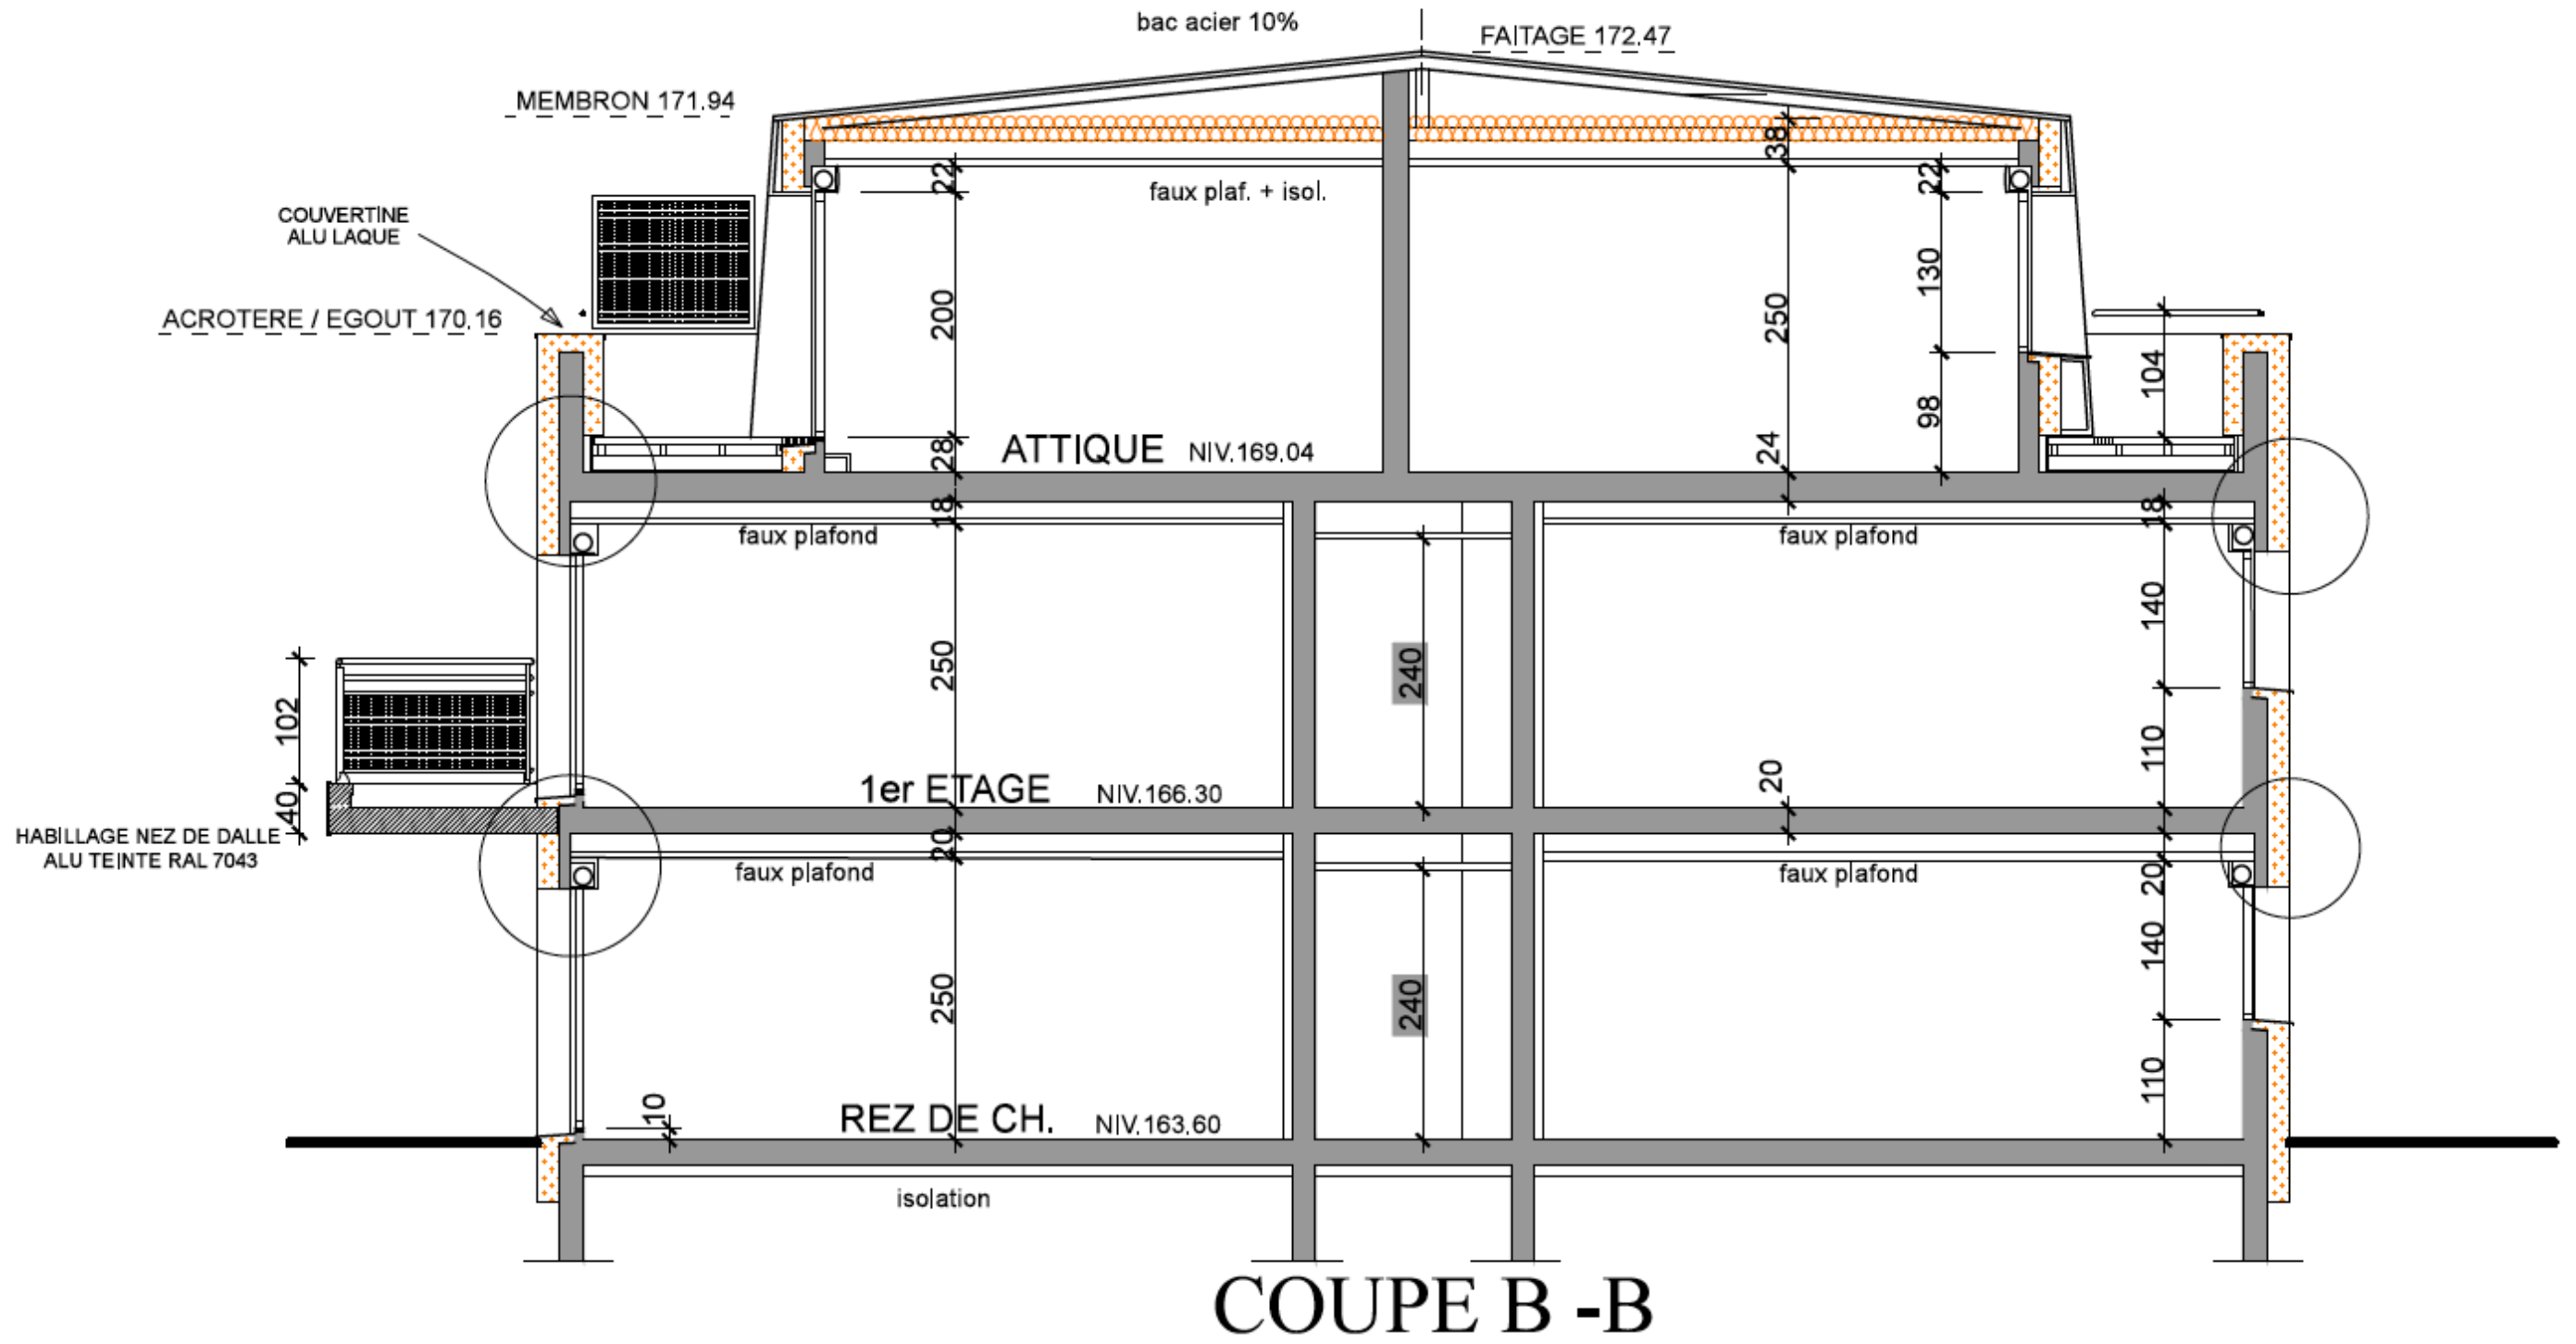 bac acier 10%
FAITAGE 172.47
MEMBRON 171.94
38
22
22
faux plaf. + isol.
COUVERTINE
ALU LAQUE
130
200
250
ACROTERE / EGOUT 170.16
104
98
ATTIQUE NIV.169.04
28
24
18
18
faux plafond
faux plafond
140
250
240
102
110
20
1er ETAGE NIV.166.30
40
HABILLAGE NEZ DE DALLE
ALU TEINTE RAL 7043
20
faux plafond
faux plafond
20
140
250
240
110
10
REZ DE CH. NIV.163.60
isolation
COUPE B -B